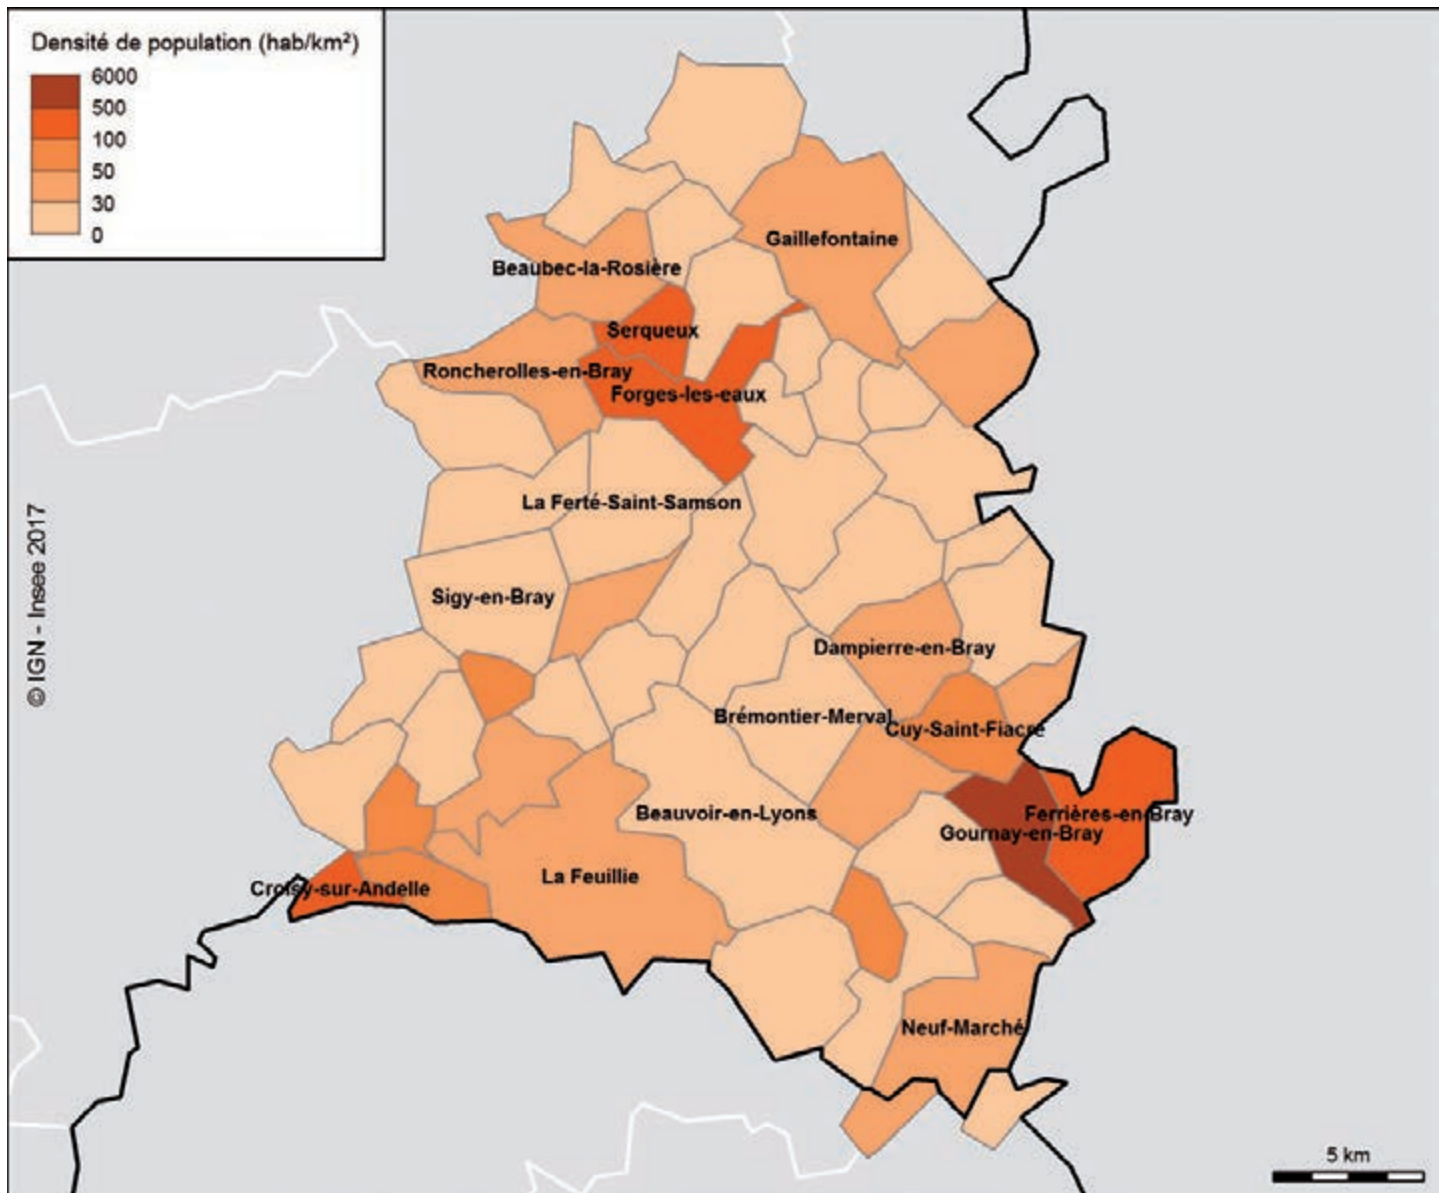 Densité de population (hab/km²)
6000
500
100
50
30
0
Gaillefontaine
Beaubec-la-Rosière
Serqueux
Roncherolles-en-Bray
Forges-les-eaux
La Ferté-Saint-Samson
© IGN - Insee 2017
Sigy-en-Bray
Dampierre-en-Bray
Brémontier-Merval
Cuy-Saint-Fiacre
Beauvoir-en-Lyons
Ferrières-en-Bray
Gournay-en-Bray
La Feuillie
Croisy-sur-Andelle
Neuf-Marché
5 km